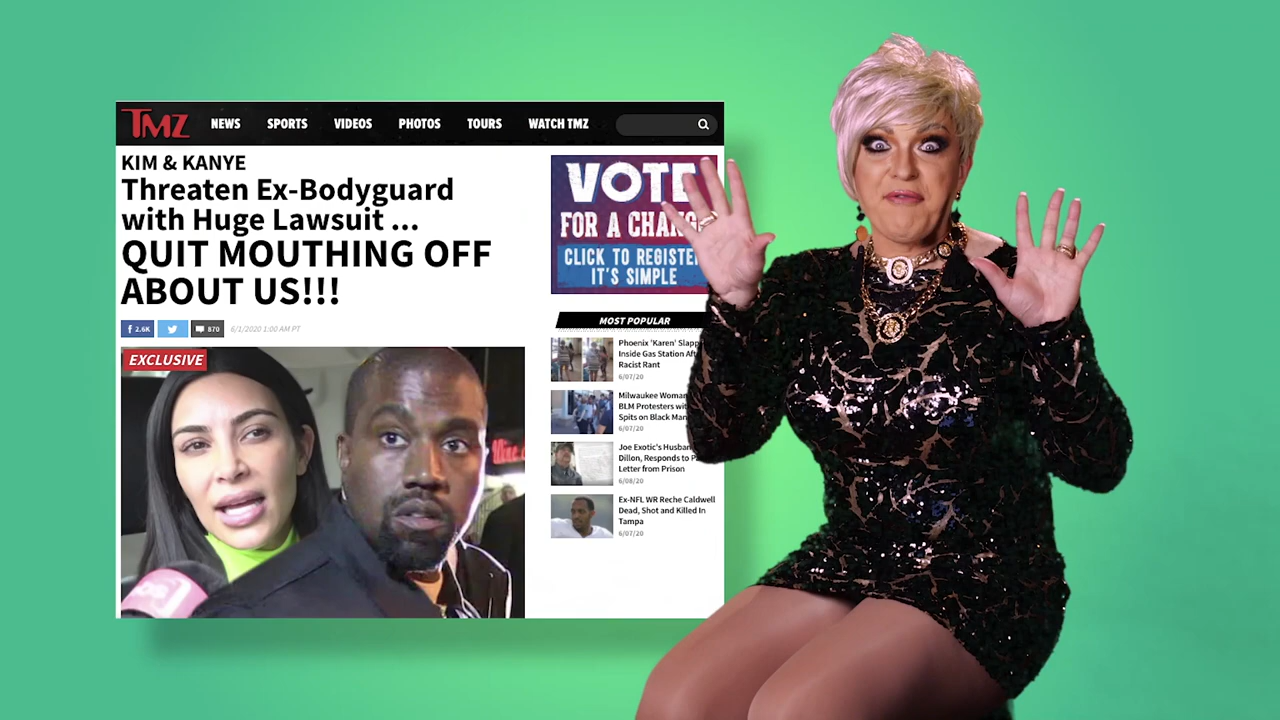 TMZ NEWS SPORTS VIDEOS PHOTOS TOURS WATCH TMZ
KIM & KANYE
Threaten Ex-Bodyguard
with Huge Lawsuit ...
QUIT MOUTHING OFF
ABOUT US!!!
2.6K 870 6/1/2020 1:00 AM PT
EXCLUSIVE
VOTE
FOR A CHANG
CLICK TO REGISTE
IT'S SIMPLE
MOST POPULAR
Phoenix 'Karen' Slapp
Inside Gas Station Aft
Racist Rant
6/07/20
Milwaukee Woman
BLM Protesters wit
Spits on Black Man
6/07/20
Joe Exotic's Husban
Dillon, Responds to P
Letter from Prison
6/08/20
Ex-NFL WR Reche Caldwell
Dead, Shot and Killed In
Tampa
6/07/20